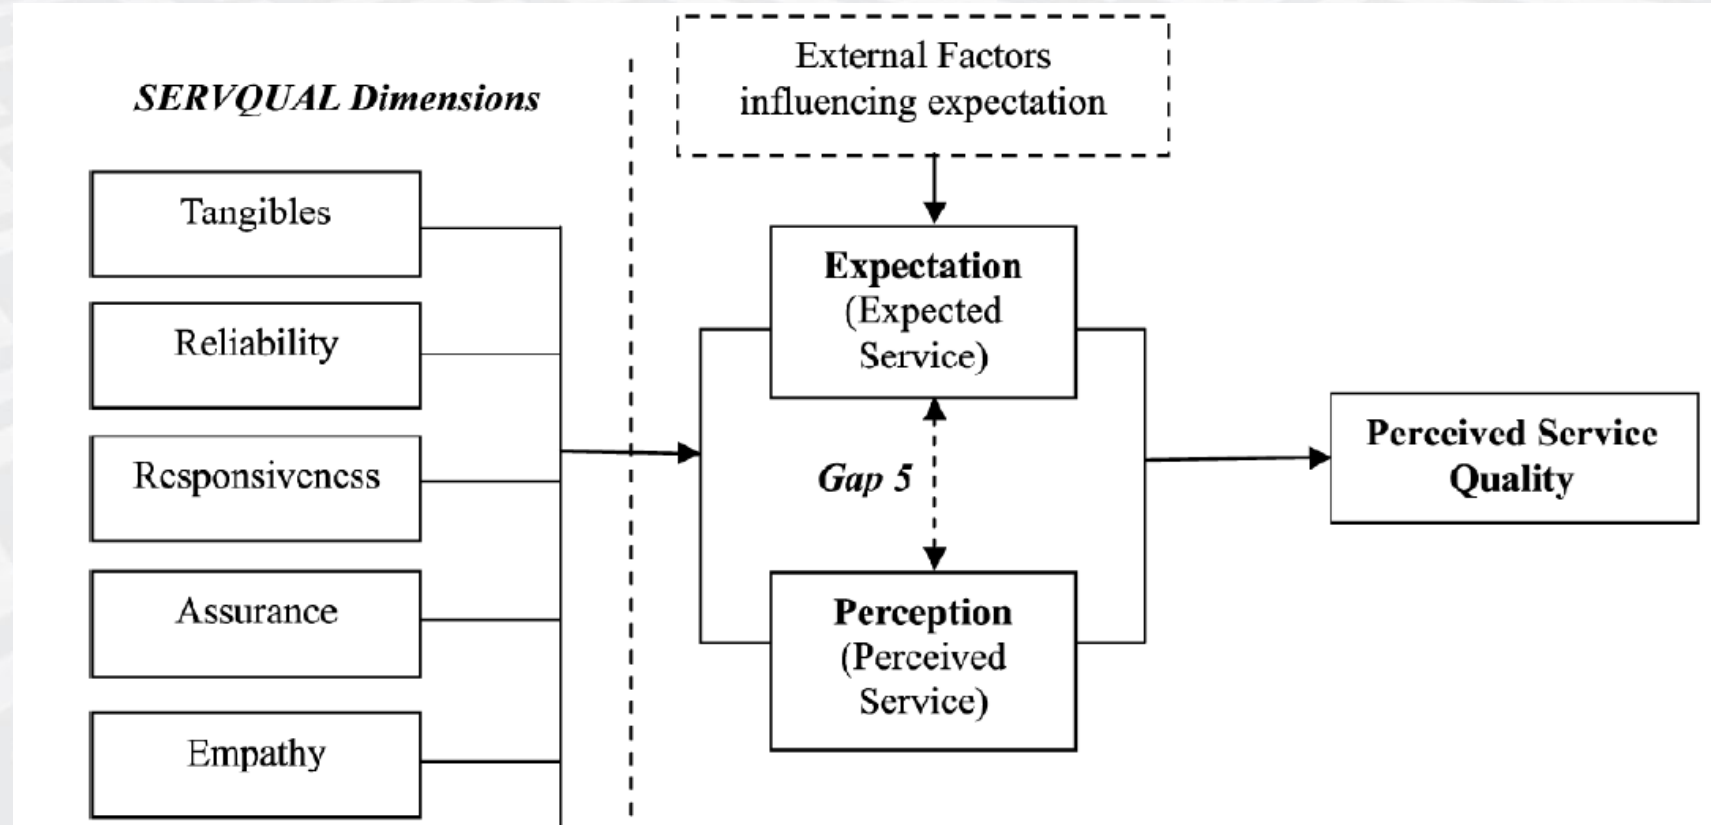 SERVQUAL Dimensions
Tangibles
Reliability
Responsiveness
Assurance
Empathy
External Factors
influencing expectation
Expectation
(Expected
Service)
Gap 5
Perception
(Perceived
Service)
Perceived Service
Quality